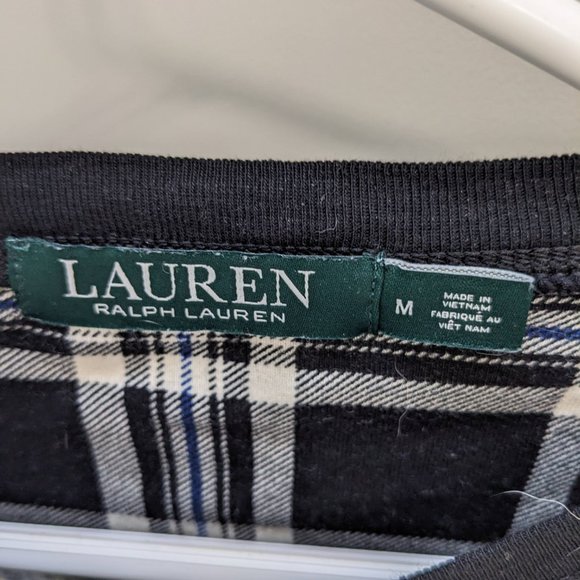 LAUREN
RALPH LAUREN
M
MADE IN
VIETNAM
FABRIQUÉ AU
VIÊT NAM